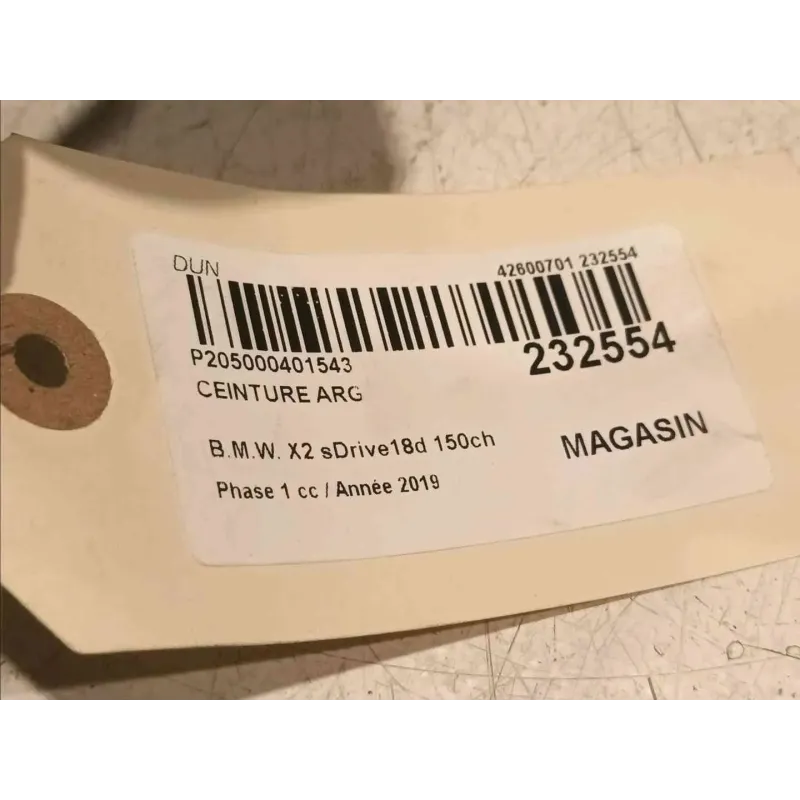 DUN 42600701 232554
P205000401543 232554
CEINTURE ARG
B.M.W. X2 sDrive18d 150ch MAGASIN
Phase 1 cc / Année 2019